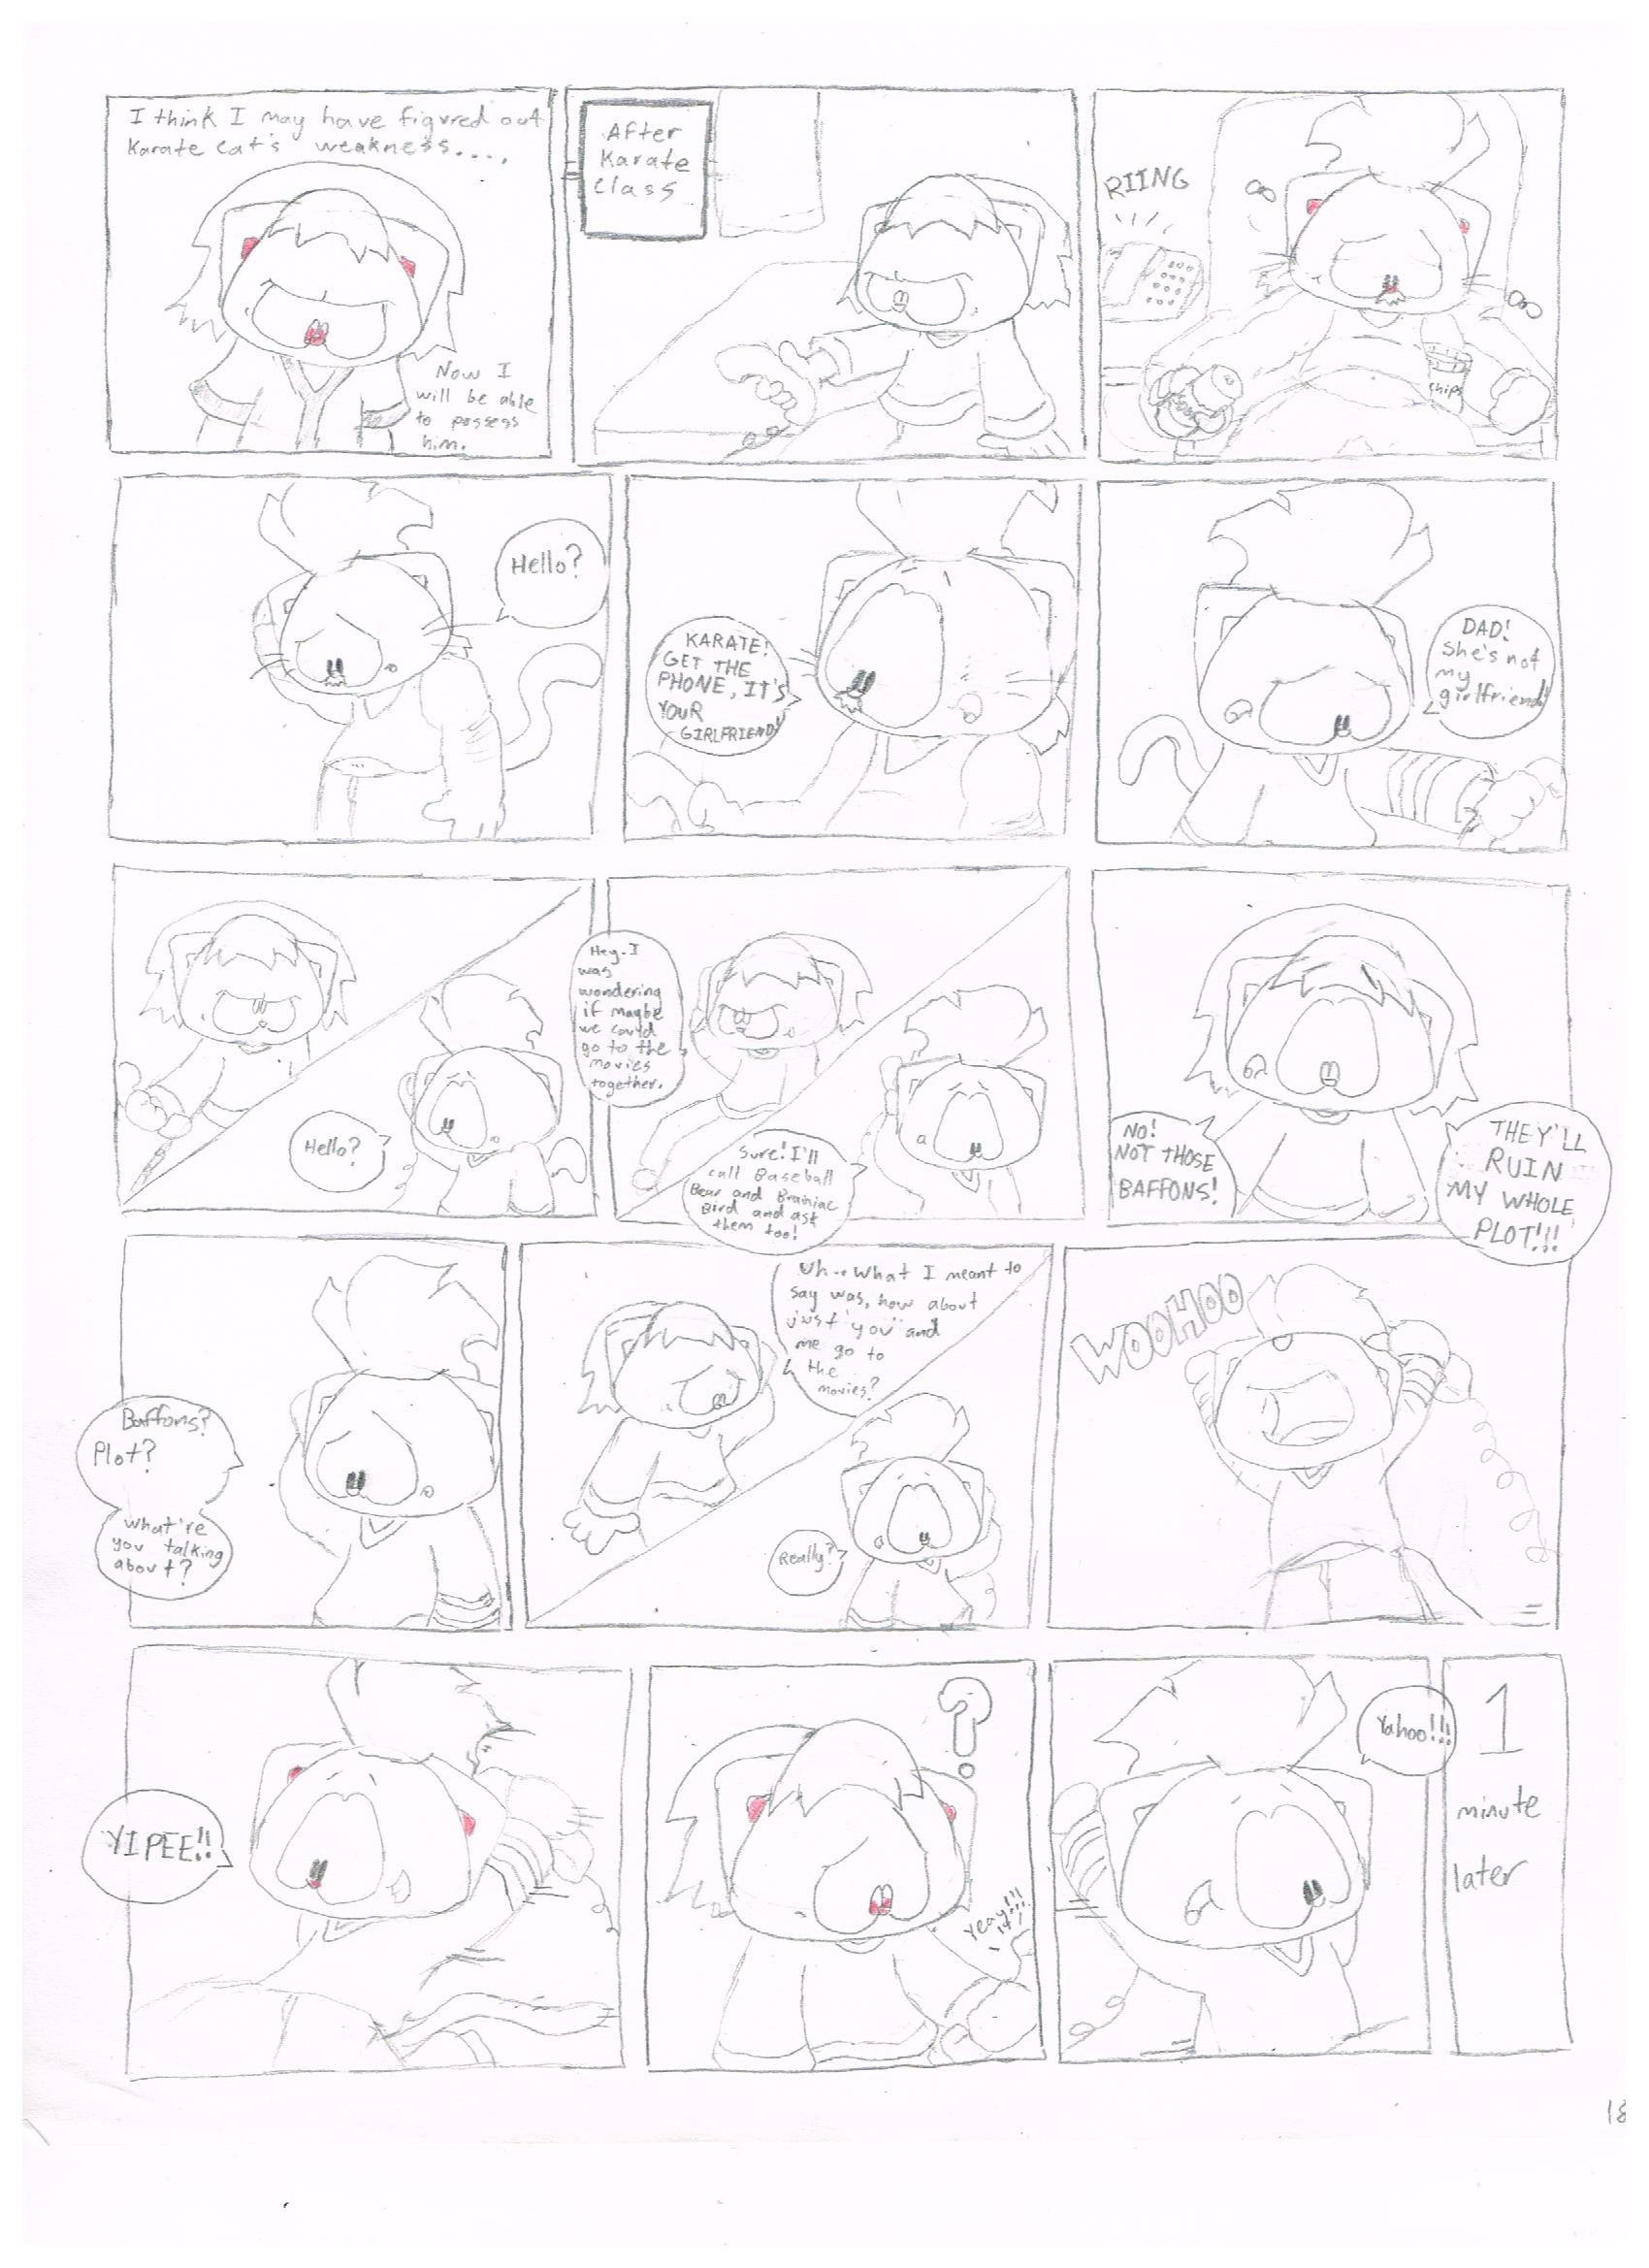 I think I may have figured out
Karate Cat's weakness....
Now I
will be able
to possess
him.
After
Karate
Class
RIING
chips
Hello?
KARATE!
GET THE
PHONE, IT'S
YOUR
GIRLFRIEND!
DAD!
She's not
my
girlfriend!
Hello?
Hey. I
was
wondering
if maybe
we could
go to the
movies
together.
Sure! I'll
call Baseball
Bear and Brainiac
Bird and ask
them too!
NO!
NOT THOSE
BAFFONS!
THEY'LL
RUIN
MY WHOLE
PLOT!!!
Baffons?
Plot?
What're
you talking
about?
Uh... What I meant to
say was, how about
just "you" and
me go to
the
movies?
Really?
WOOHOO
YIPEE!!
?
Yeay!!!
Yahoo!!!
1
minute
later
18